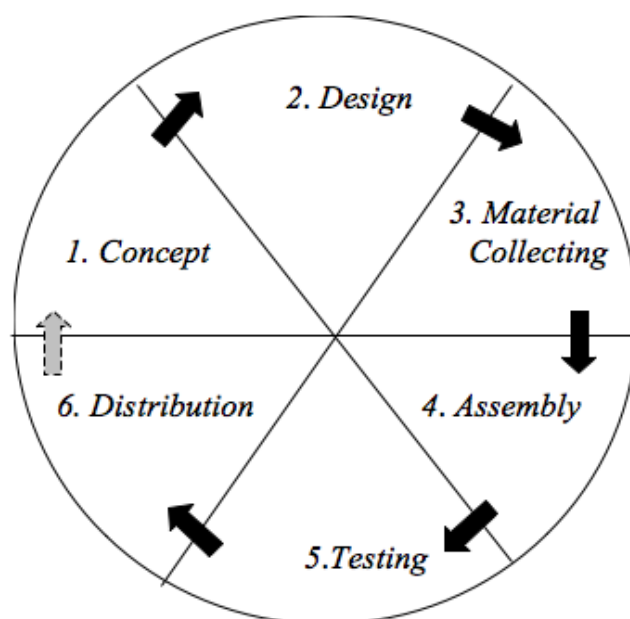 1. Concept
2. Design
3. Material
Collecting
4. Assembly
5.Testing
6. Distribution